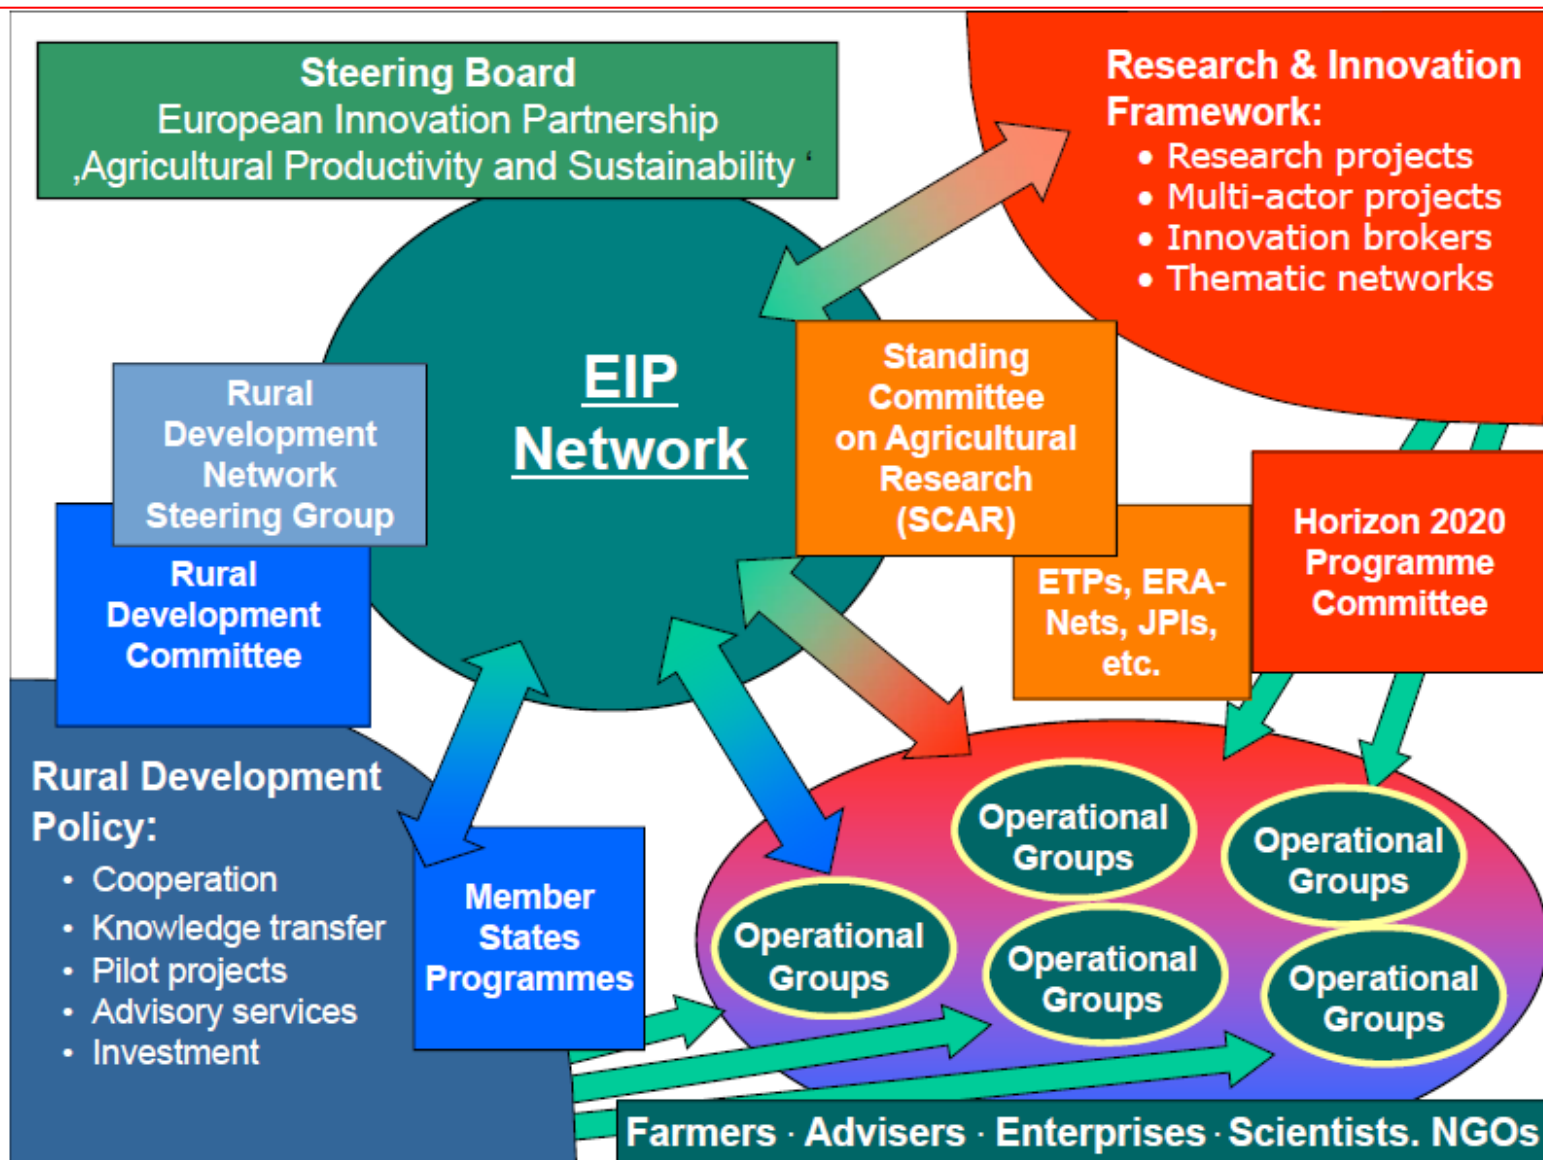 Steering Board
European Innovation Partnership
‚Agricultural Productivity and Sustainability ‘
Research & Innovation
Framework:
• Research projects
• Multi-actor projects
• Innovation brokers
• Thematic networks
EIP
Network
Rural
Development
Network
Steering Group
Standing
Committee
on Agricultural
Research
(SCAR)
Rural
Development
Committee
ETPs, ERA-
Nets, JPIs,
etc.
Horizon 2020
Programme
Committee
Rural Development
Policy:
• Cooperation
• Knowledge transfer
• Pilot projects
• Advisory services
• Investment
Member
States
Programmes
Operational
Groups
Operational
Groups
Operational
Groups
Operational
Groups
Operational
Groups
Farmers · Advisers · Enterprises · Scientists. NGOs